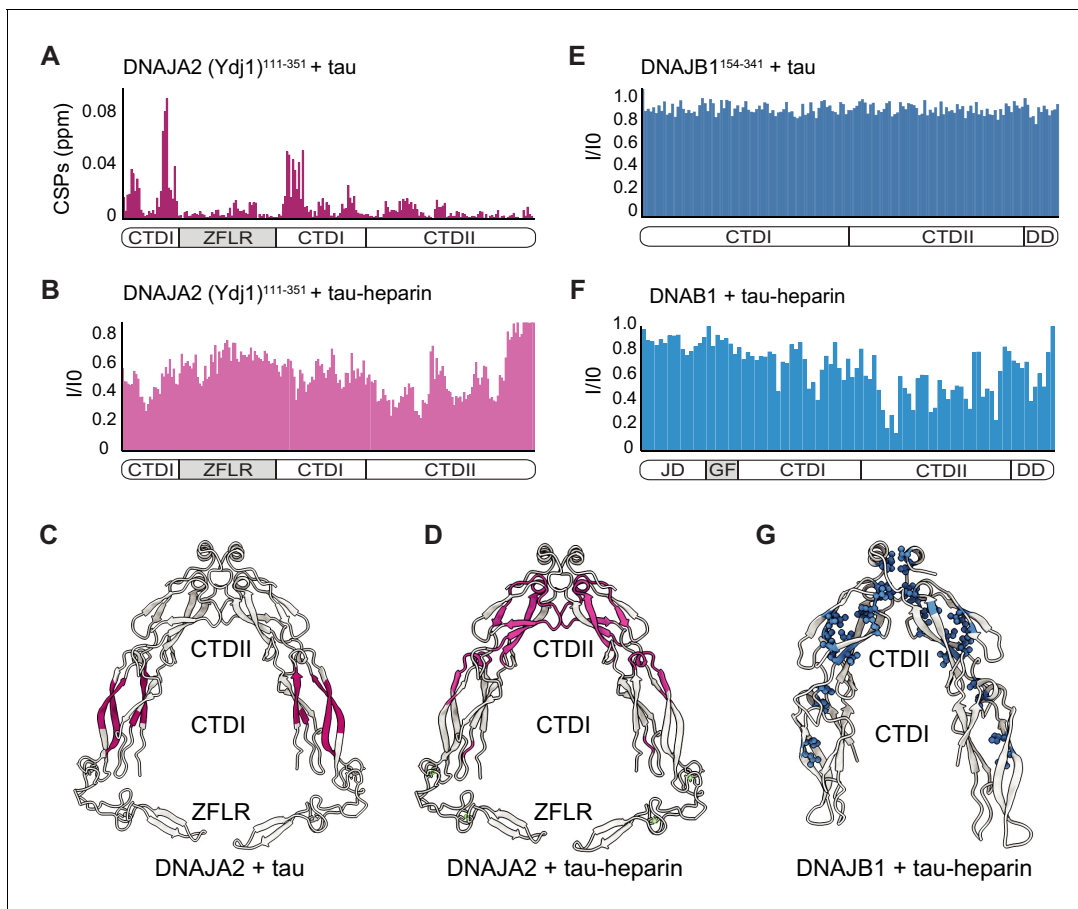 A
DNAJA2 (Ydj1)111-351 + tau
CSPs (ppm)
0.08
0.04
0
CTDI ZFLR CTDI CTDII
E
DNAJB1154-341 + tau
I/I0
1.0
0.8
0.6
0.4
0.2
0
CTDI CTDII DD
B
DNAJA2 (Ydj1)111-351 + tau-heparin
I/I0
0.8
0.6
0.4
0.2
0
CTDI ZFLR CTDI CTDII
F
DNAB1 + tau-heparin
I/I0
1.0
0.8
0.6
0.4
0.2
0
JD GF CTDI CTDII DD
C
CTDII
CTDI
ZFLR
DNAJA2 + tau
D
CTDII
CTDI
ZFLR
DNAJA2 + tau-heparin
G
CTDII
CTDI
DNAJB1 + tau-heparin